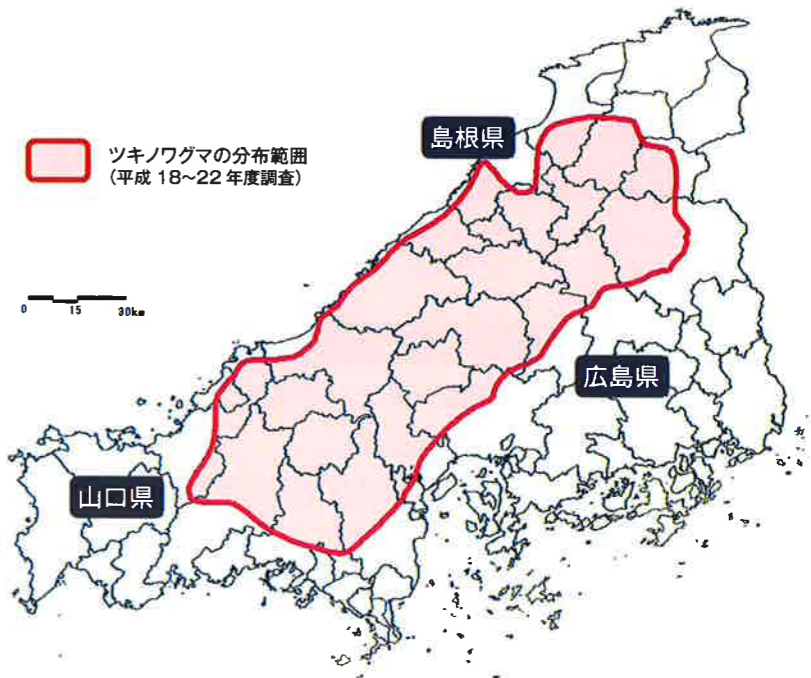 島根県
ツキノワグマの分布範囲
(平成 18～22 年度調査)
0 15 30km
広島県
山口県